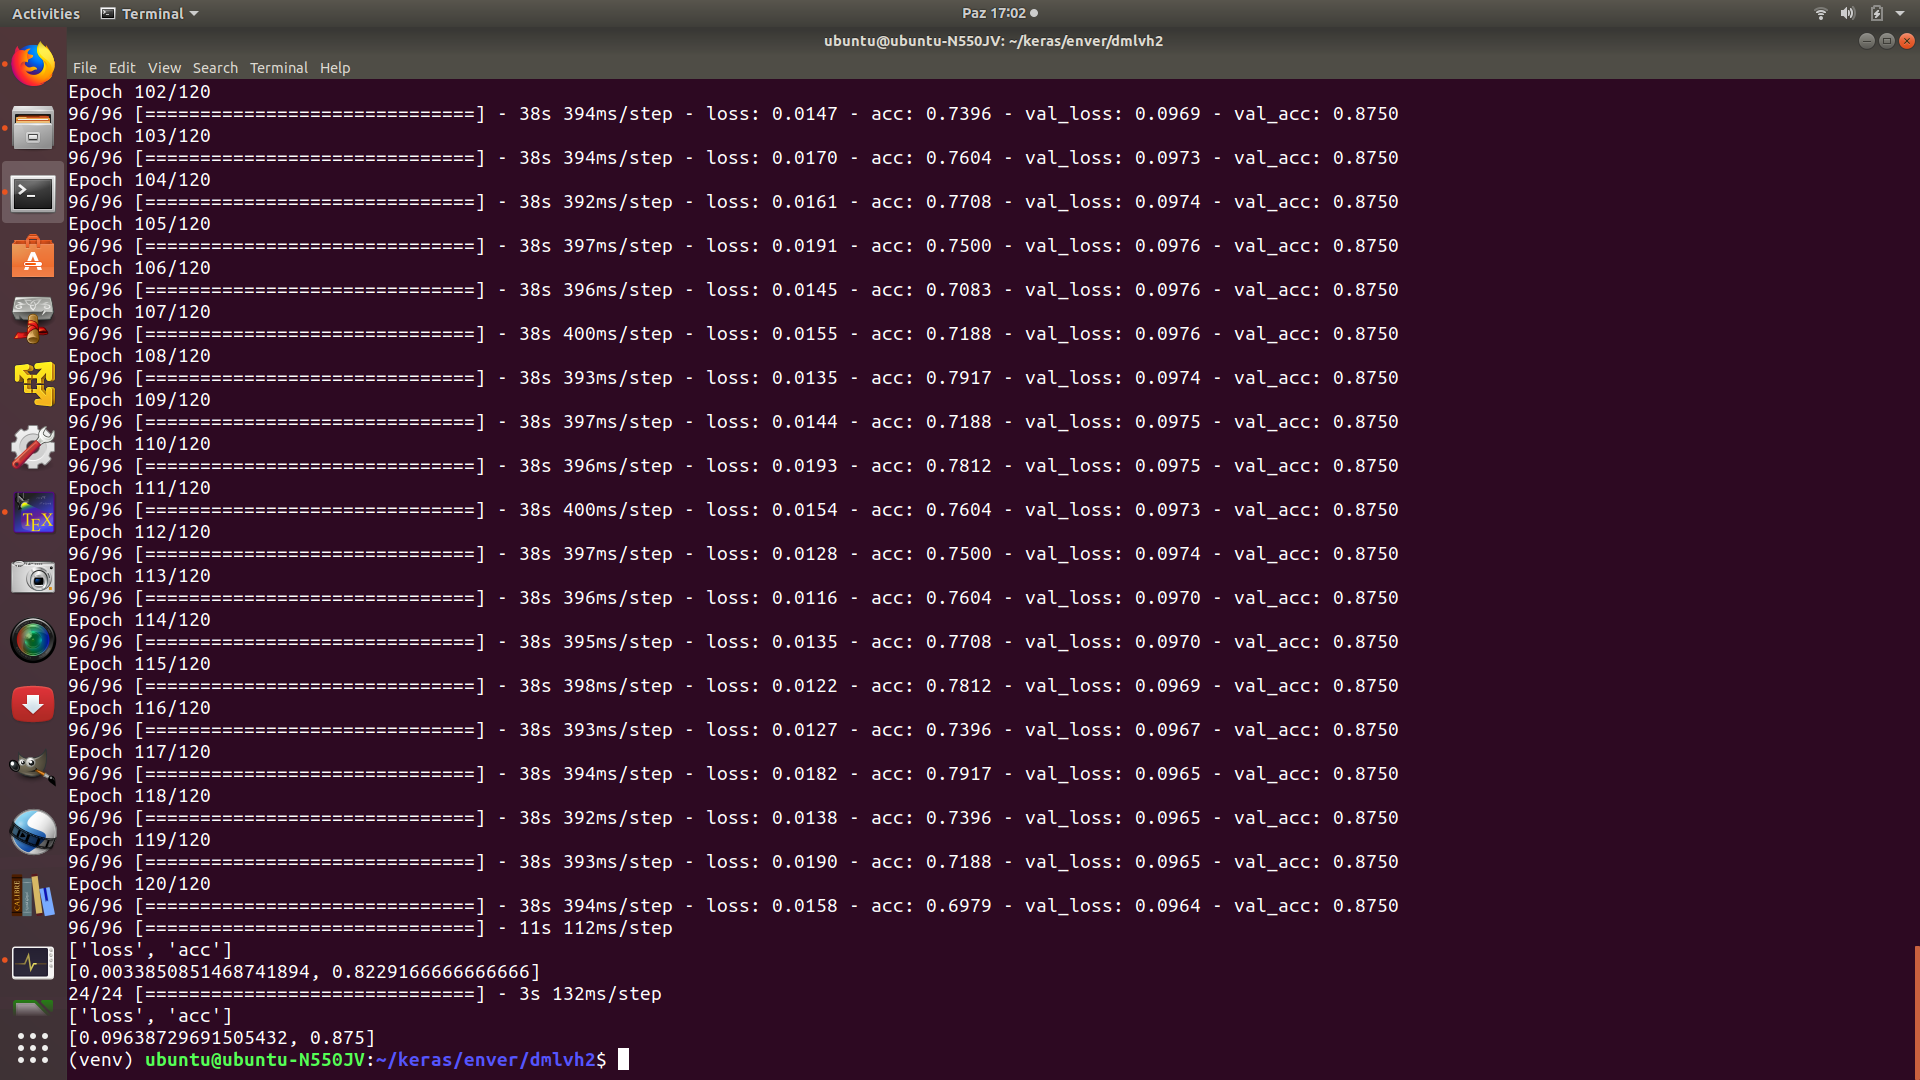 Activities
Terminal
Paz 17:02
ubuntu@ubuntu-N550JV: ~/keras/enver/dmlvh2
File Edit View Search Terminal Help
Epoch 102/120
96/96 [==============================] - 38s 394ms/step - loss: 0.0147 - acc: 0.7396 - val_loss: 0.0969 - val_acc: 0.8750
Epoch 103/120
96/96 [==============================] - 38s 394ms/step - loss: 0.0170 - acc: 0.7604 - val_loss: 0.0973 - val_acc: 0.8750
Epoch 104/120
96/96 [==============================] - 38s 392ms/step - loss: 0.0161 - acc: 0.7708 - val_loss: 0.0974 - val_acc: 0.8750
Epoch 105/120
96/96 [==============================] - 38s 397ms/step - loss: 0.0191 - acc: 0.7500 - val_loss: 0.0976 - val_acc: 0.8750
Epoch 106/120
96/96 [==============================] - 38s 396ms/step - loss: 0.0145 - acc: 0.7083 - val_loss: 0.0976 - val_acc: 0.8750
Epoch 107/120
96/96 [==============================] - 38s 400ms/step - loss: 0.0155 - acc: 0.7188 - val_loss: 0.0976 - val_acc: 0.8750
Epoch 108/120
96/96 [==============================] - 38s 393ms/step - loss: 0.0135 - acc: 0.7917 - val_loss: 0.0974 - val_acc: 0.8750
Epoch 109/120
96/96 [==============================] - 38s 397ms/step - loss: 0.0144 - acc: 0.7188 - val_loss: 0.0975 - val_acc: 0.8750
Epoch 110/120
96/96 [==============================] - 38s 396ms/step - loss: 0.0193 - acc: 0.7812 - val_loss: 0.0975 - val_acc: 0.8750
Epoch 111/120
96/96 [==============================] - 38s 400ms/step - loss: 0.0154 - acc: 0.7604 - val_loss: 0.0973 - val_acc: 0.8750
Epoch 112/120
96/96 [==============================] - 38s 397ms/step - loss: 0.0128 - acc: 0.7500 - val_loss: 0.0974 - val_acc: 0.8750
Epoch 113/120
96/96 [==============================] - 38s 396ms/step - loss: 0.0116 - acc: 0.7604 - val_loss: 0.0970 - val_acc: 0.8750
Epoch 114/120
96/96 [==============================] - 38s 395ms/step - loss: 0.0135 - acc: 0.7708 - val_loss: 0.0970 - val_acc: 0.8750
Epoch 115/120
96/96 [==============================] - 38s 398ms/step - loss: 0.0122 - acc: 0.7812 - val_loss: 0.0969 - val_acc: 0.8750
Epoch 116/120
96/96 [==============================] - 38s 393ms/step - loss: 0.0127 - acc: 0.7396 - val_loss: 0.0967 - val_acc: 0.8750
Epoch 117/120
96/96 [==============================] - 38s 394ms/step - loss: 0.0182 - acc: 0.7917 - val_loss: 0.0965 - val_acc: 0.8750
Epoch 118/120
96/96 [==============================] - 38s 392ms/step - loss: 0.0138 - acc: 0.7396 - val_loss: 0.0965 - val_acc: 0.8750
Epoch 119/120
96/96 [==============================] - 38s 393ms/step - loss: 0.0190 - acc: 0.7188 - val_loss: 0.0965 - val_acc: 0.8750
Epoch 120/120
96/96 [==============================] - 38s 394ms/step - loss: 0.0158 - acc: 0.6979 - val_loss: 0.0964 - val_acc: 0.8750
96/96 [==============================] - 11s 112ms/step
['loss', 'acc']
[0.0033850851468741894, 0.8229166666666666]
24/24 [==============================] - 3s 132ms/step
['loss', 'acc']
[0.09638729691505432, 0.875]
(venv) ubuntu@ubuntu-N550JV:~/keras/enver/dmlvh2$
TEX
CALIBRE